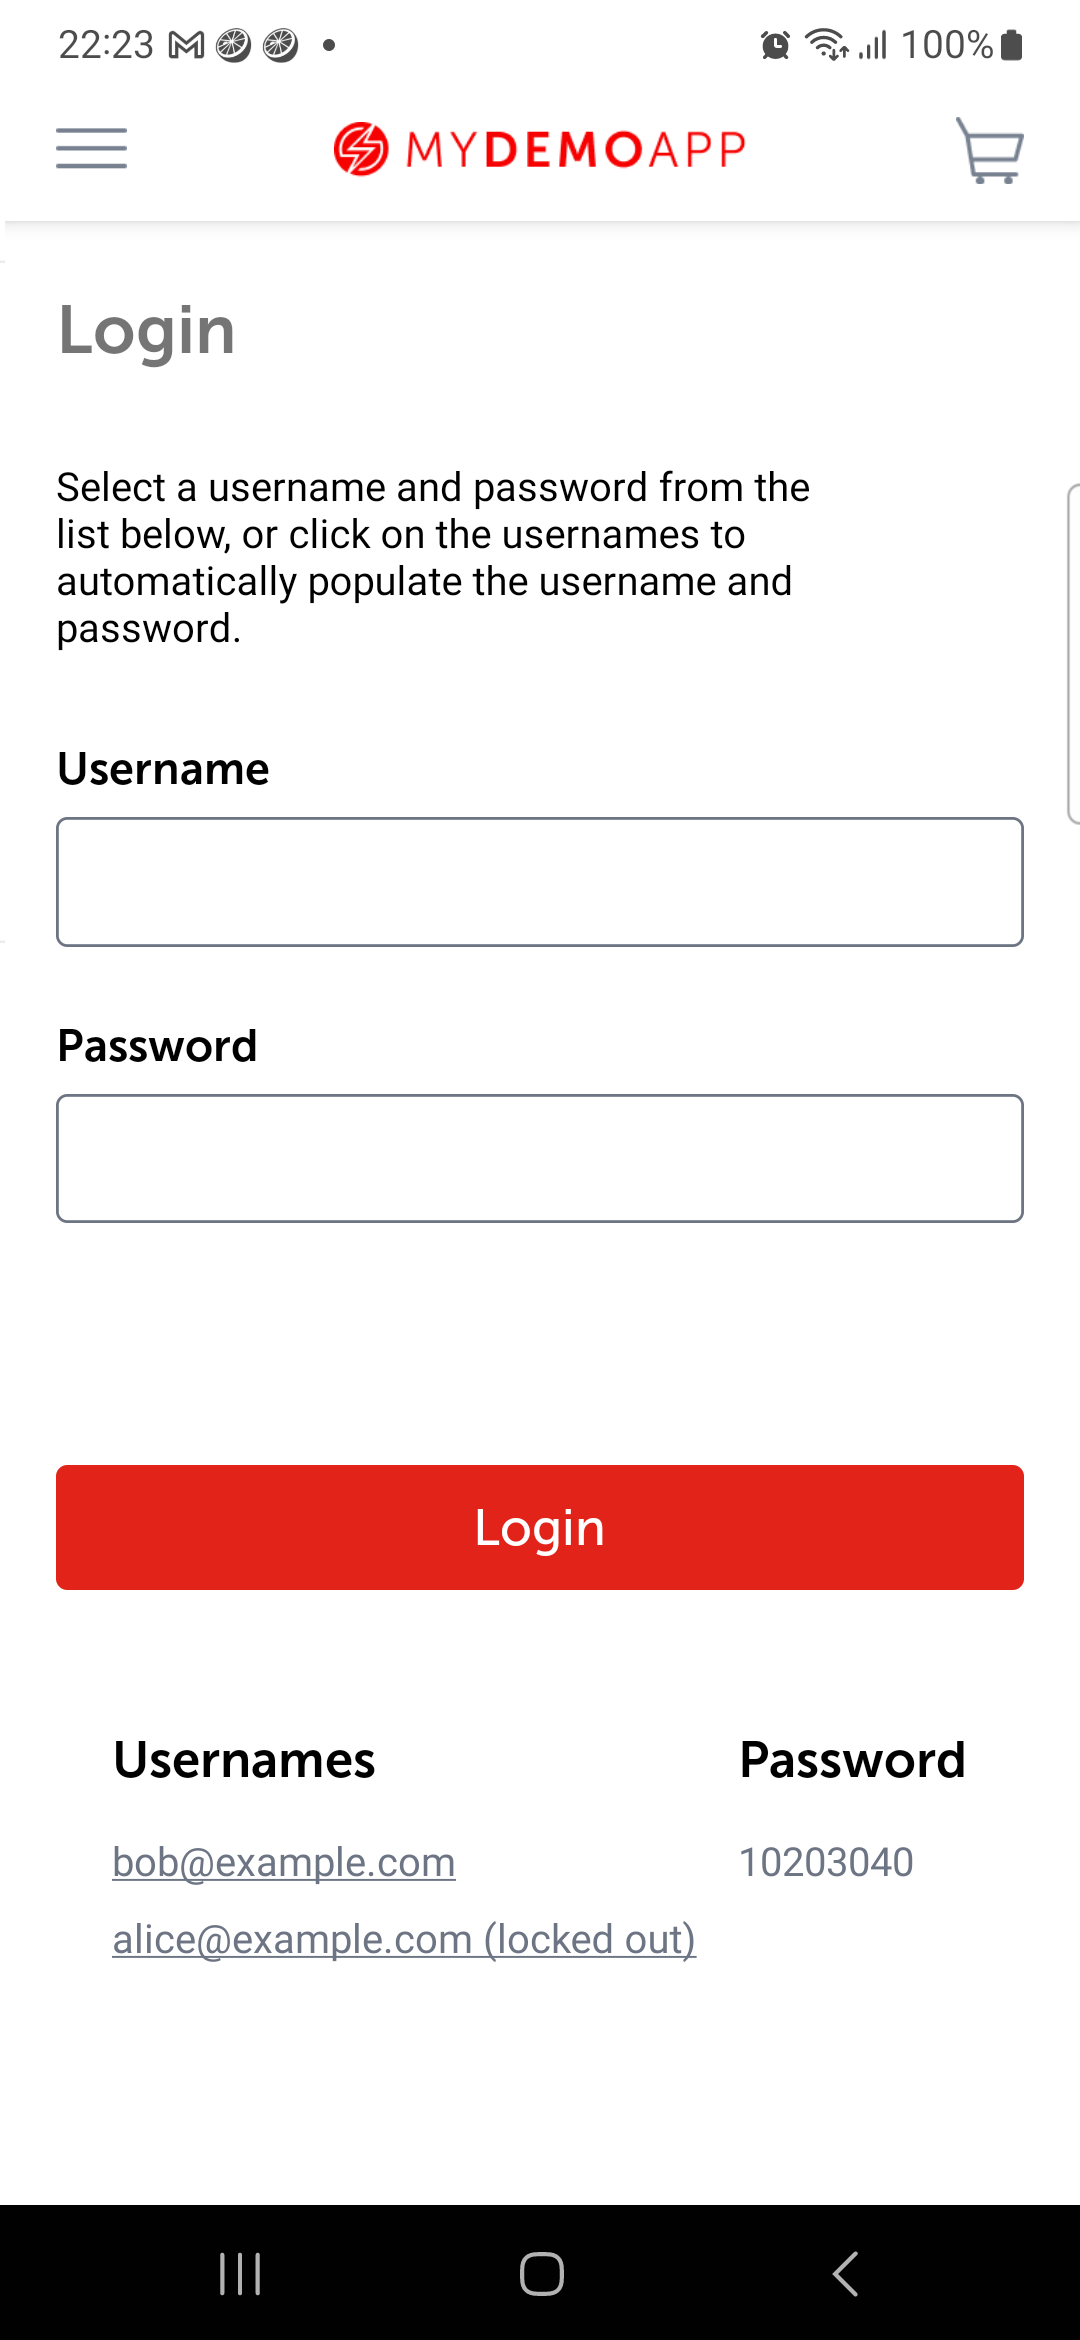 22:23
100%
MYDEMOAPP
Login
Select a username and password from the
list below, or click on the usernames to
automatically populate the username and
password.
Username
Password
Login
Usernames Password
bob@example.com 10203040
alice@example.com (locked out)